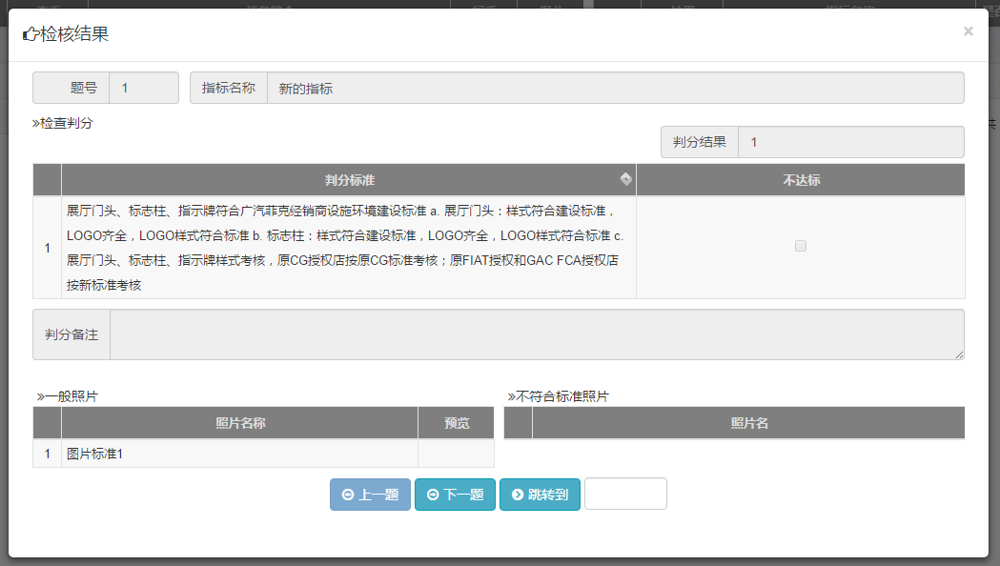 检核结果
×
题号 1 指标名称 新的指标
»检查判分
判分结果 1
判分标准 不达标
展厅门头、标志柱、指示牌符合广汽菲克经销商设施环境建设标准 a. 展厅门头：样式符合建设标准，
LOGO齐全，LOGO样式符合标准 b. 标志柱：样式符合建设标准，LOGO齐全，LOGO样式符合标准 c.
1
展厅门头、标志柱、指示牌样式考核，原CG授权店按原CG标准考核；原FIAT授权和GAC FCA授权店
按新标准考核
判分备注
»一般照片 »不符合标准照片
照片名称 预览 照片名
1 图片标准1
上一题 下一题 跳转到